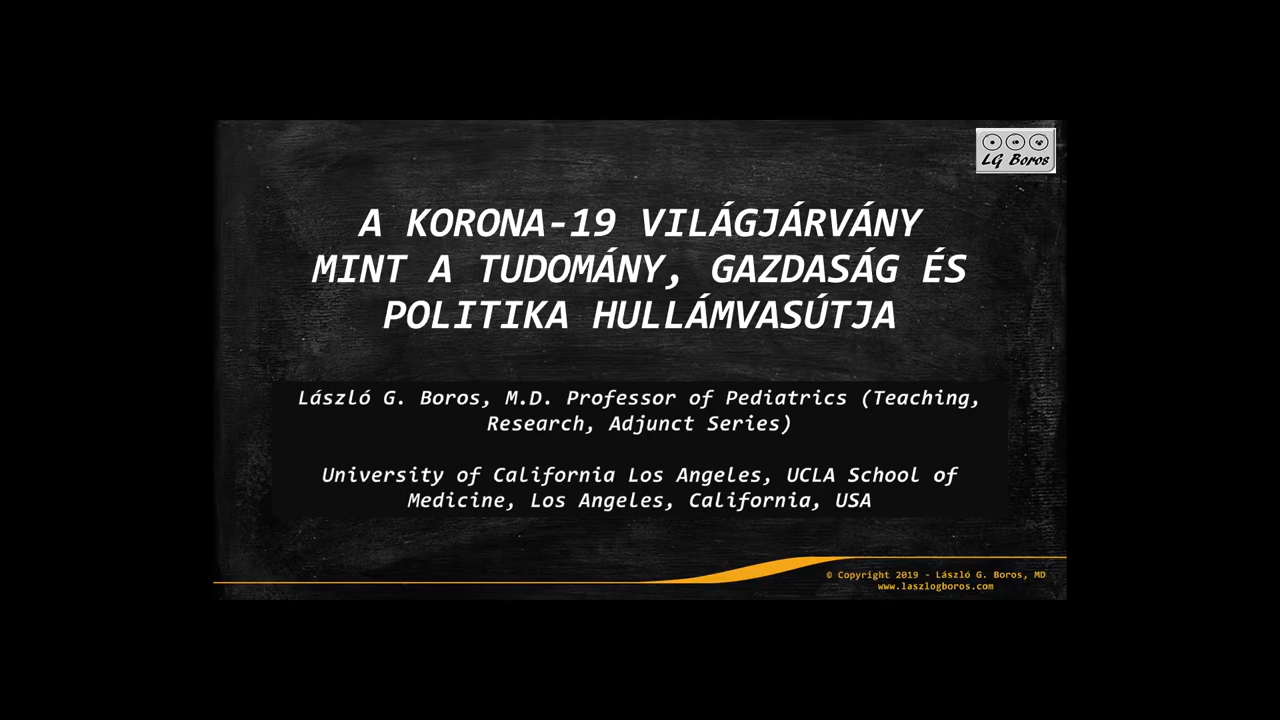 LG Boros
A KORONA-19 VILÁGJÁRVÁNY
MINT A TUDOMÁNY, GAZDASÁG ÉS
POLITIKA HULLÁMVASÚTJA
László G. Boros, M.D. Professor of Pediatrics (Teaching,
Research, Adjunct Series)
University of California Los Angeles, UCLA School of
Medicine, Los Angeles, California, USA
© Copyright 2019 - László G. Boros, MD
www.laszlogboros.com